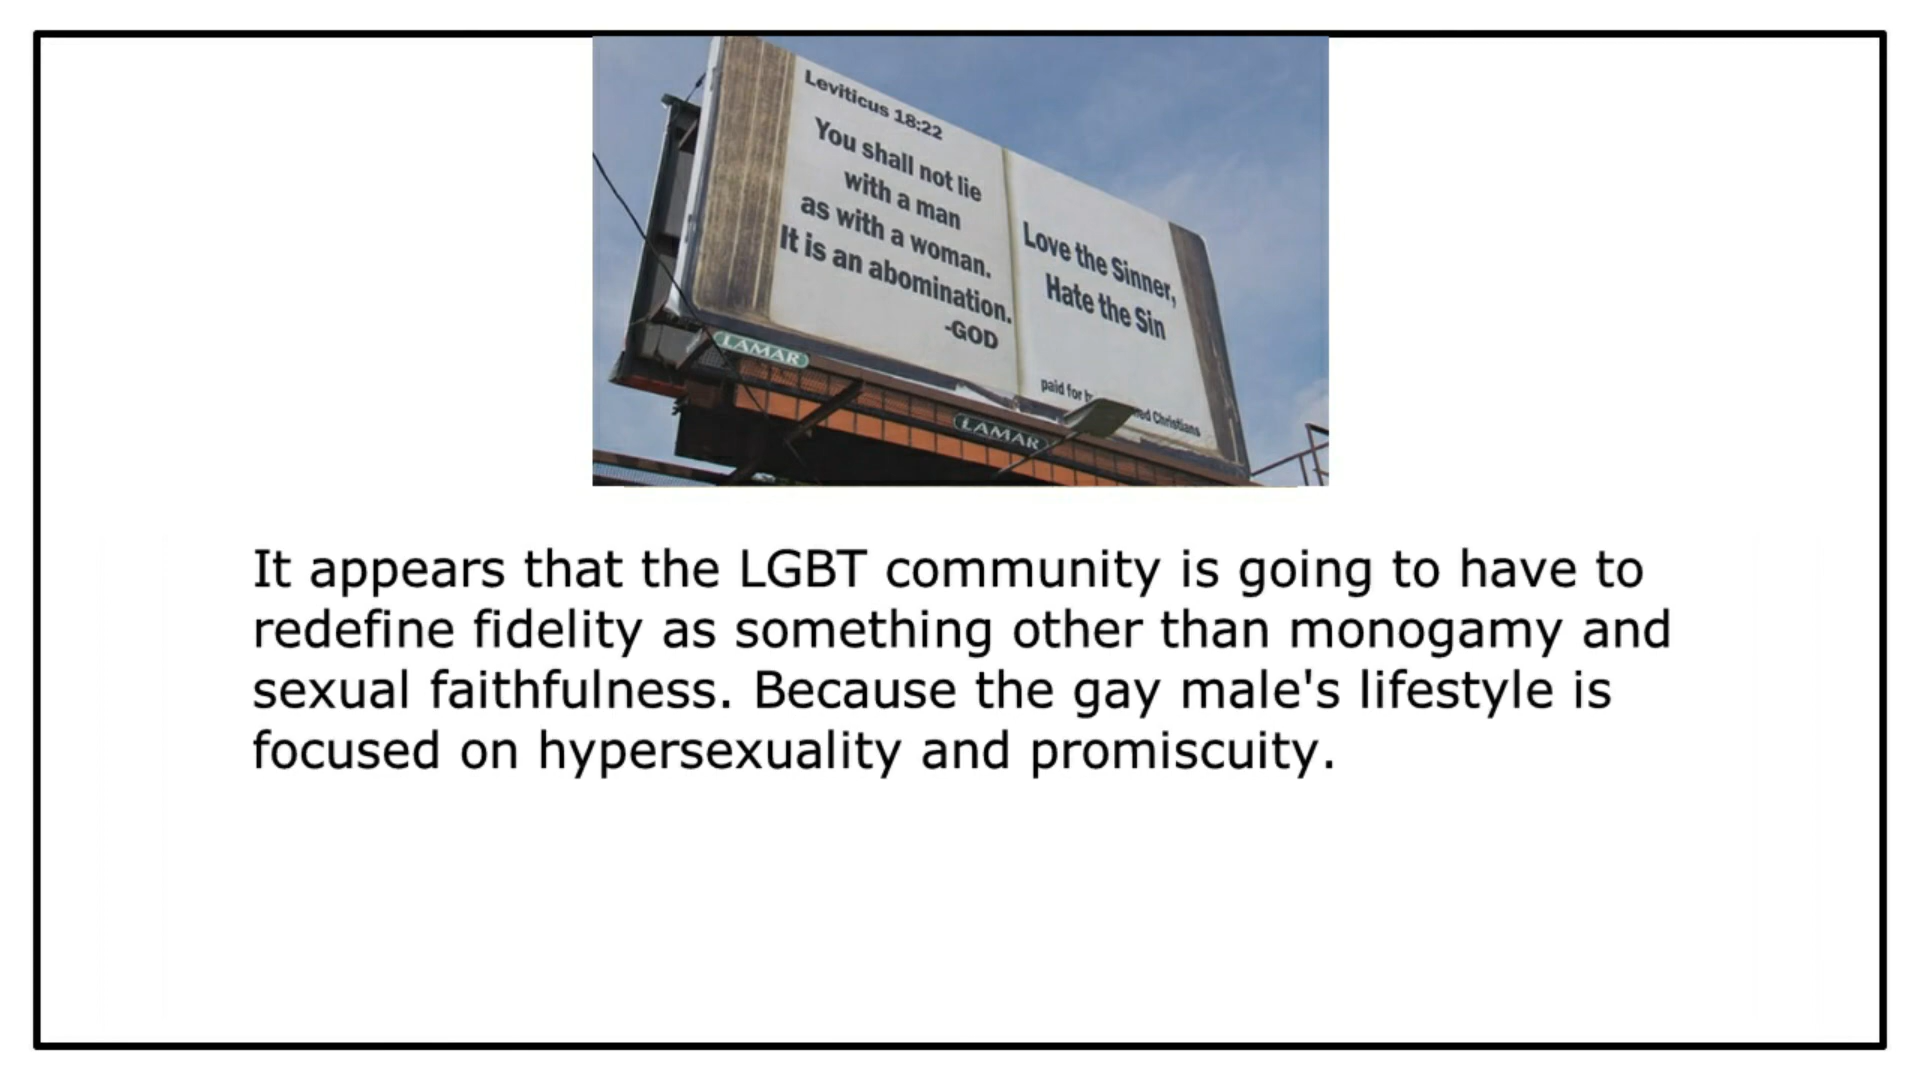 Leviticus 18:22
You shall not lie
with a man
as with a woman.
It is an abomination.
-GOD
Love the Sinner,
Hate the Sin
paid for Christians
LAMAR
LAMAR
It appears that the LGBT community is going to have to
redefine fidelity as something other than monogamy and
sexual faithfulness. Because the gay male's lifestyle is
focused on hypersexuality and promiscuity.